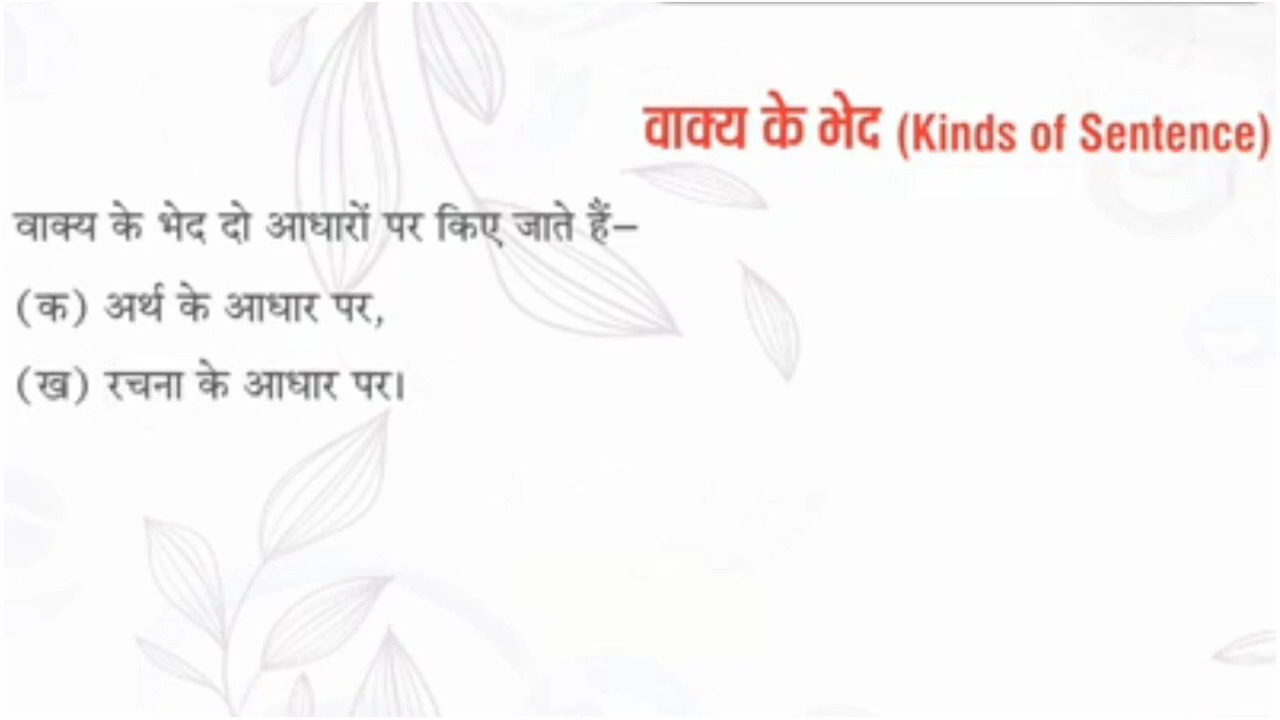 वाक्य के भेद (Kinds of Sentence)
वाक्य के भेद दो आधारों पर किए जाते हैं–
(क) अर्थ के आधार पर,
(ख) रचना के आधार पर।